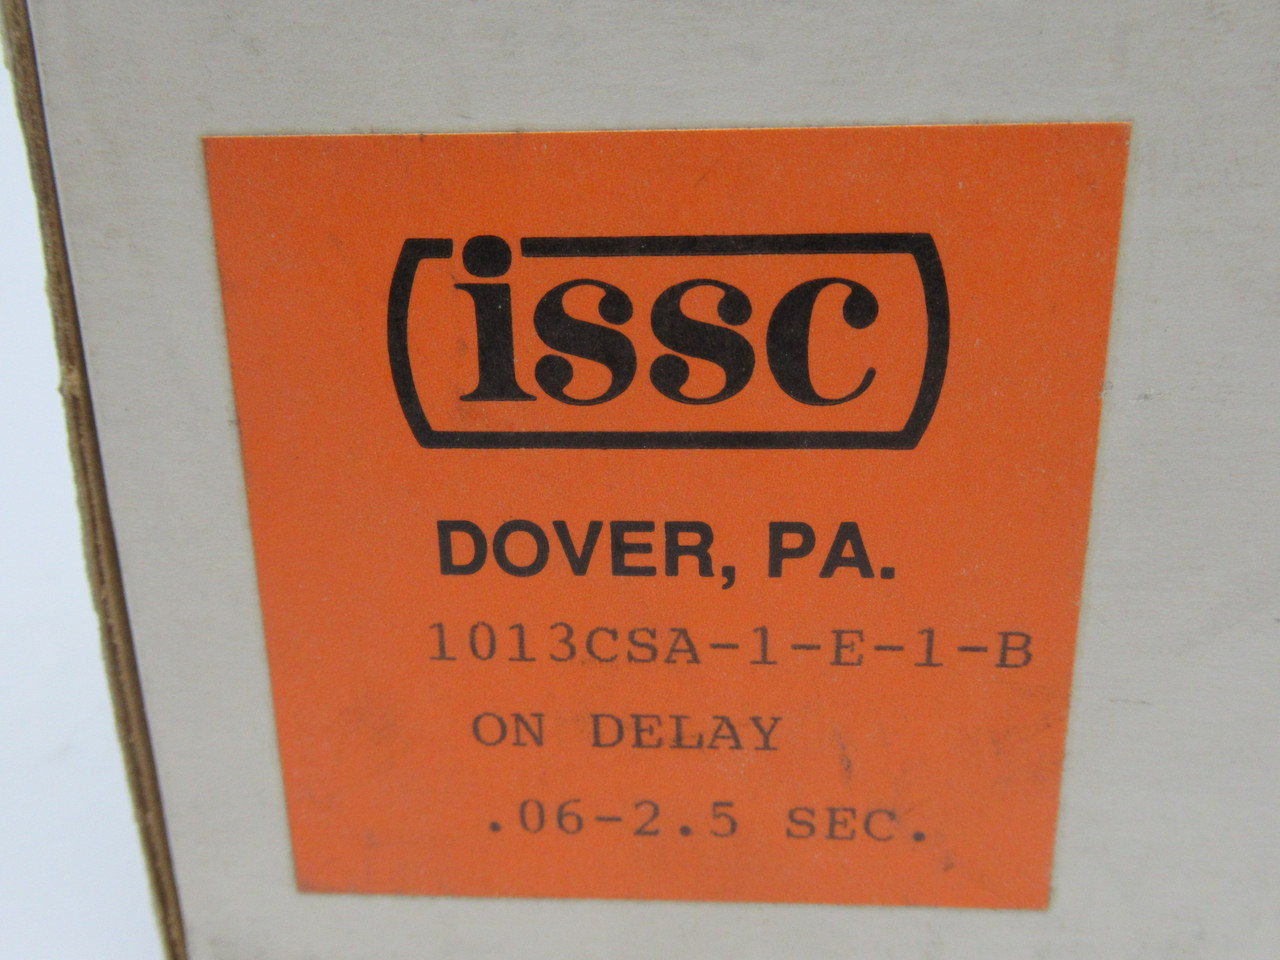 issc
DOVER, PA.
1013CSA-1-E-1-B
ON DELAY
.06-2.5 SEC.